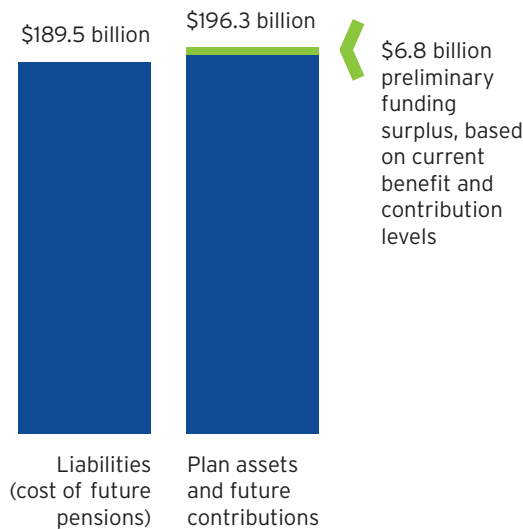 $189.5 billion
$196.3 billion
$6.8 billion
preliminary
funding
surplus, based
on current
benefit and
contribution
levels
Liabilities
(cost of future
pensions)
Plan assets
and future
contributions